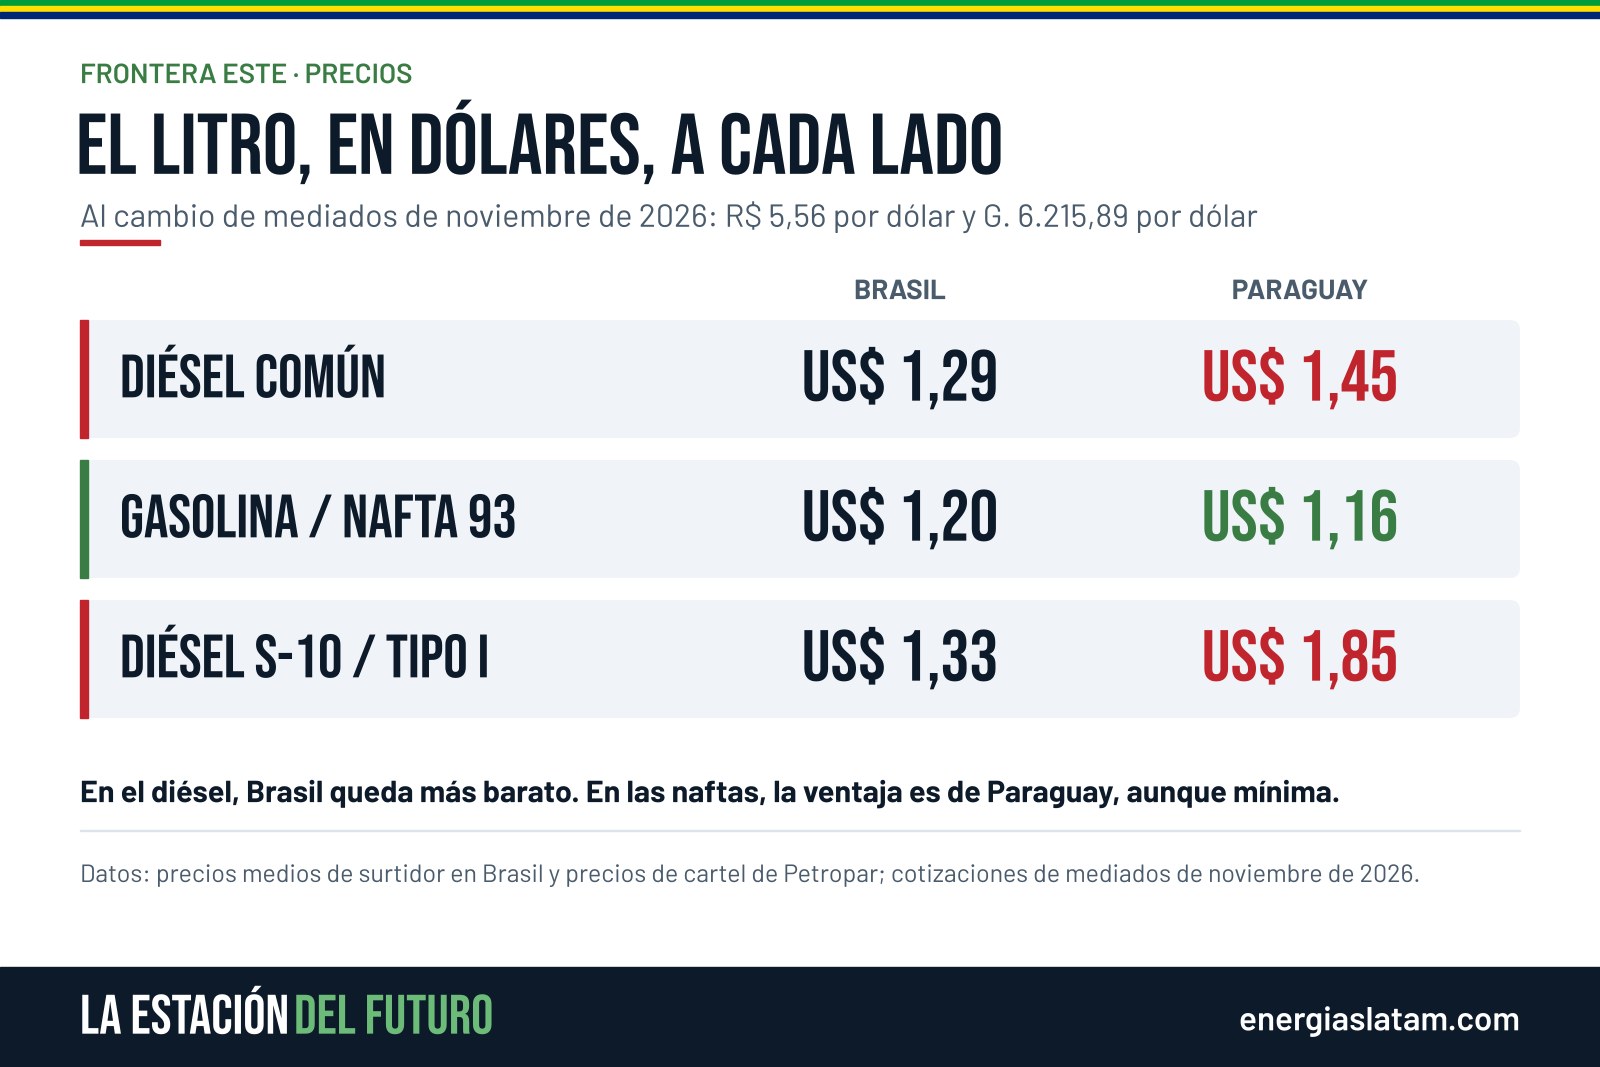 FRONTERA ESTE · PRECIOS
EL LITRO, EN DÓLARES, A CADA LADO
Al cambio de mediados de noviembre de 2026: R$ 5,56 por dólar y G. 6.215,89 por dólar
BRASIL PARAGUAY
DIÉSEL COMÚN US$ 1,29 US$ 1,45
GASOLINA / NAFTA 93 US$ 1,20 US$ 1,16
DIÉSEL S-10 / TIPO I US$ 1,33 US$ 1,85
En el diésel, Brasil queda más barato. En las naftas, la ventaja es de Paraguay, aunque mínima.
Datos: precios medios de surtidor en Brasil y precios de cartel de Petropar; cotizaciones de mediados de noviembre de 2026.
LA ESTACIÓN DEL FUTURO energiaslatam.com